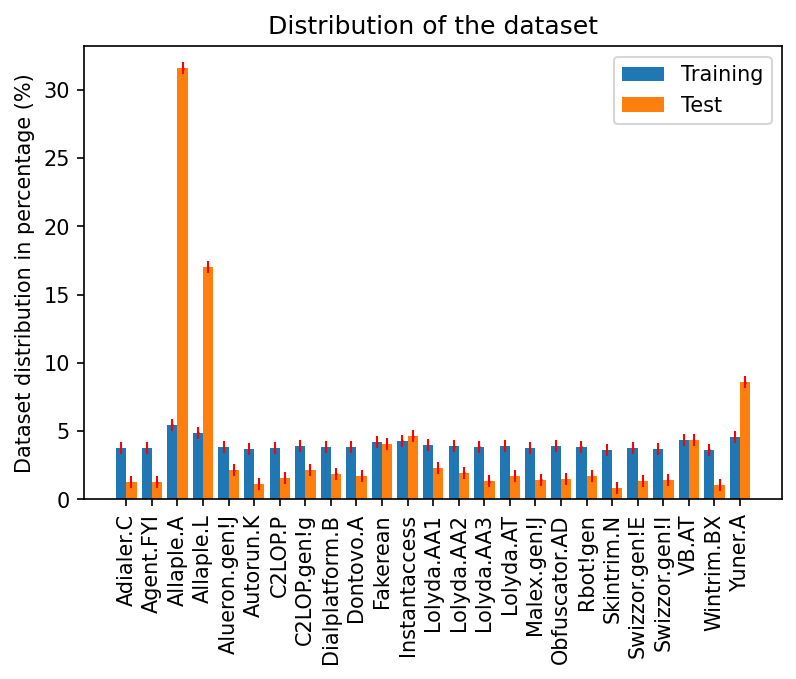 Distribution of the dataset
Dataset distribution in percentage (%)
30
25
20
15
10
5
0
Training
Test
Adialer.C
Agent.FYI
Allaple.A
Allaple.L
Alueron.gen!J
Autorun.K
C2LOP.P
C2LOP.gen!g
Dialplatform.B
Dontovo.A
Fakerean
Instantaccess
Lolyda.AA1
Lolyda.AA2
Lolyda.AA3
Lolyda.AT
Malex.gen!J
Obfuscator.AD
Rbot!gen
Skintrim.N
Swizzor.gen!E
Swizzor.gen!I
VB.AT
Wintrim.BX
Yuner.A